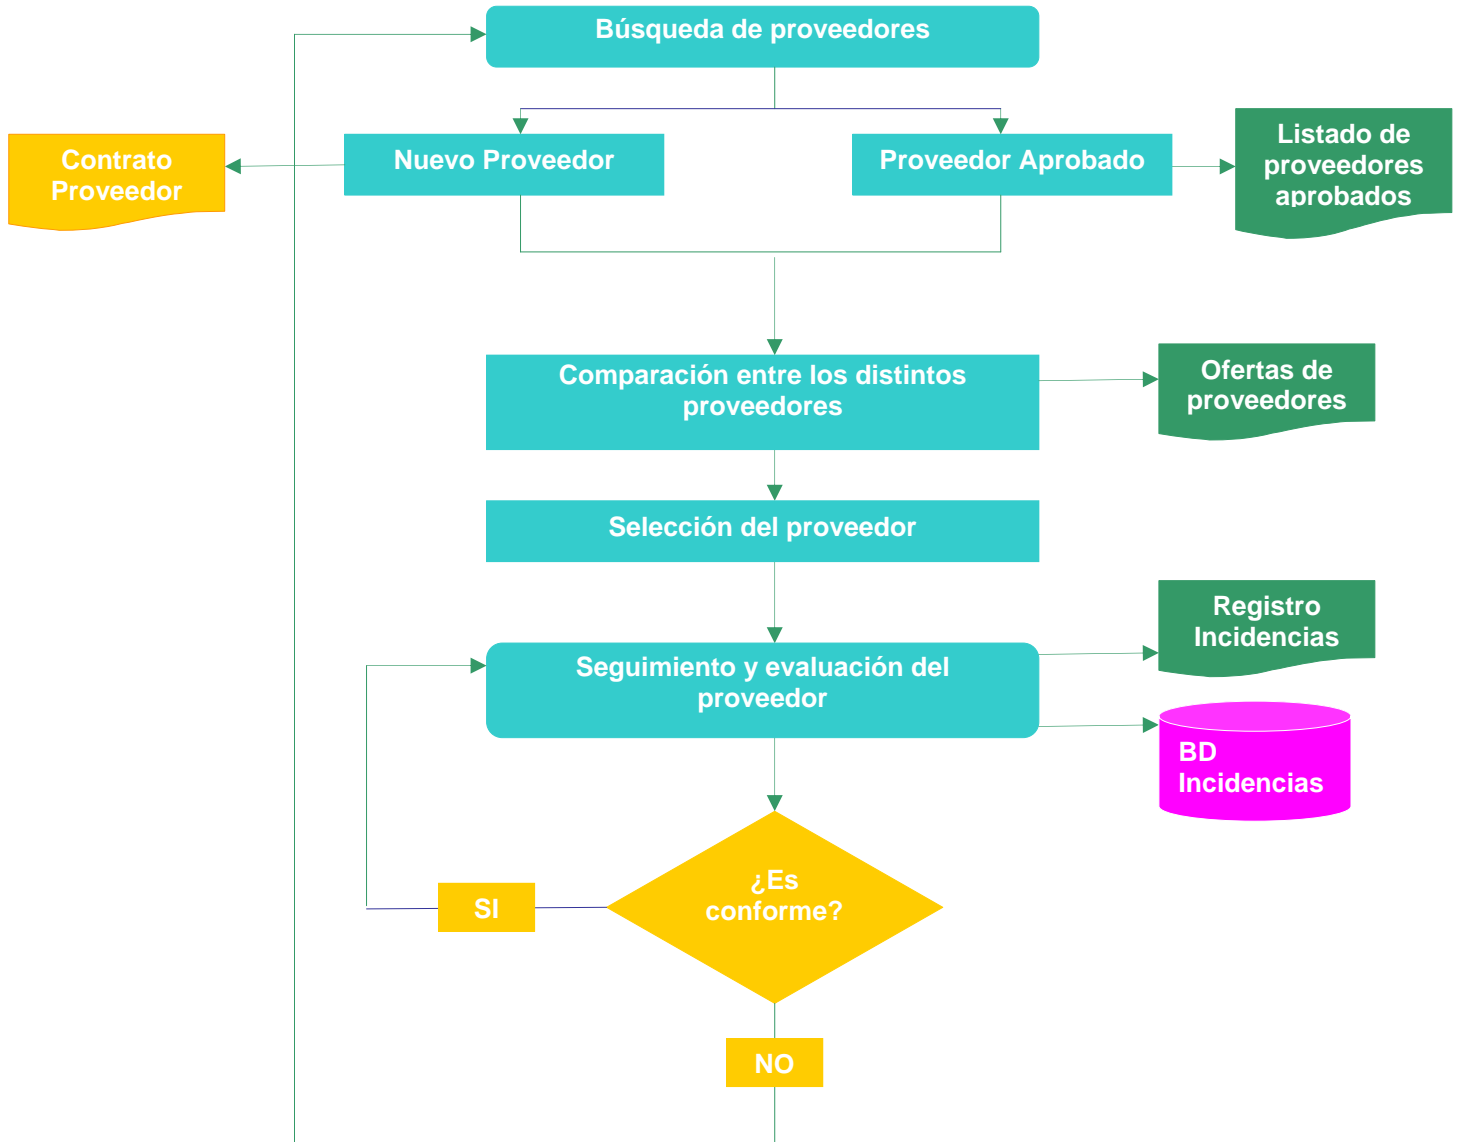 Búsqueda de proveedores
Contrato
Proveedor
Nuevo Proveedor
Proveedor Aprobado
Listado de
proveedores
aprobados
Comparación entre los distintos
proveedores
Ofertas de
proveedores
Selección del proveedor
Registro
Incidencias
Seguimiento y evaluación del
proveedor
BD
Incidencias
¿Es
conforme?
SI
NO